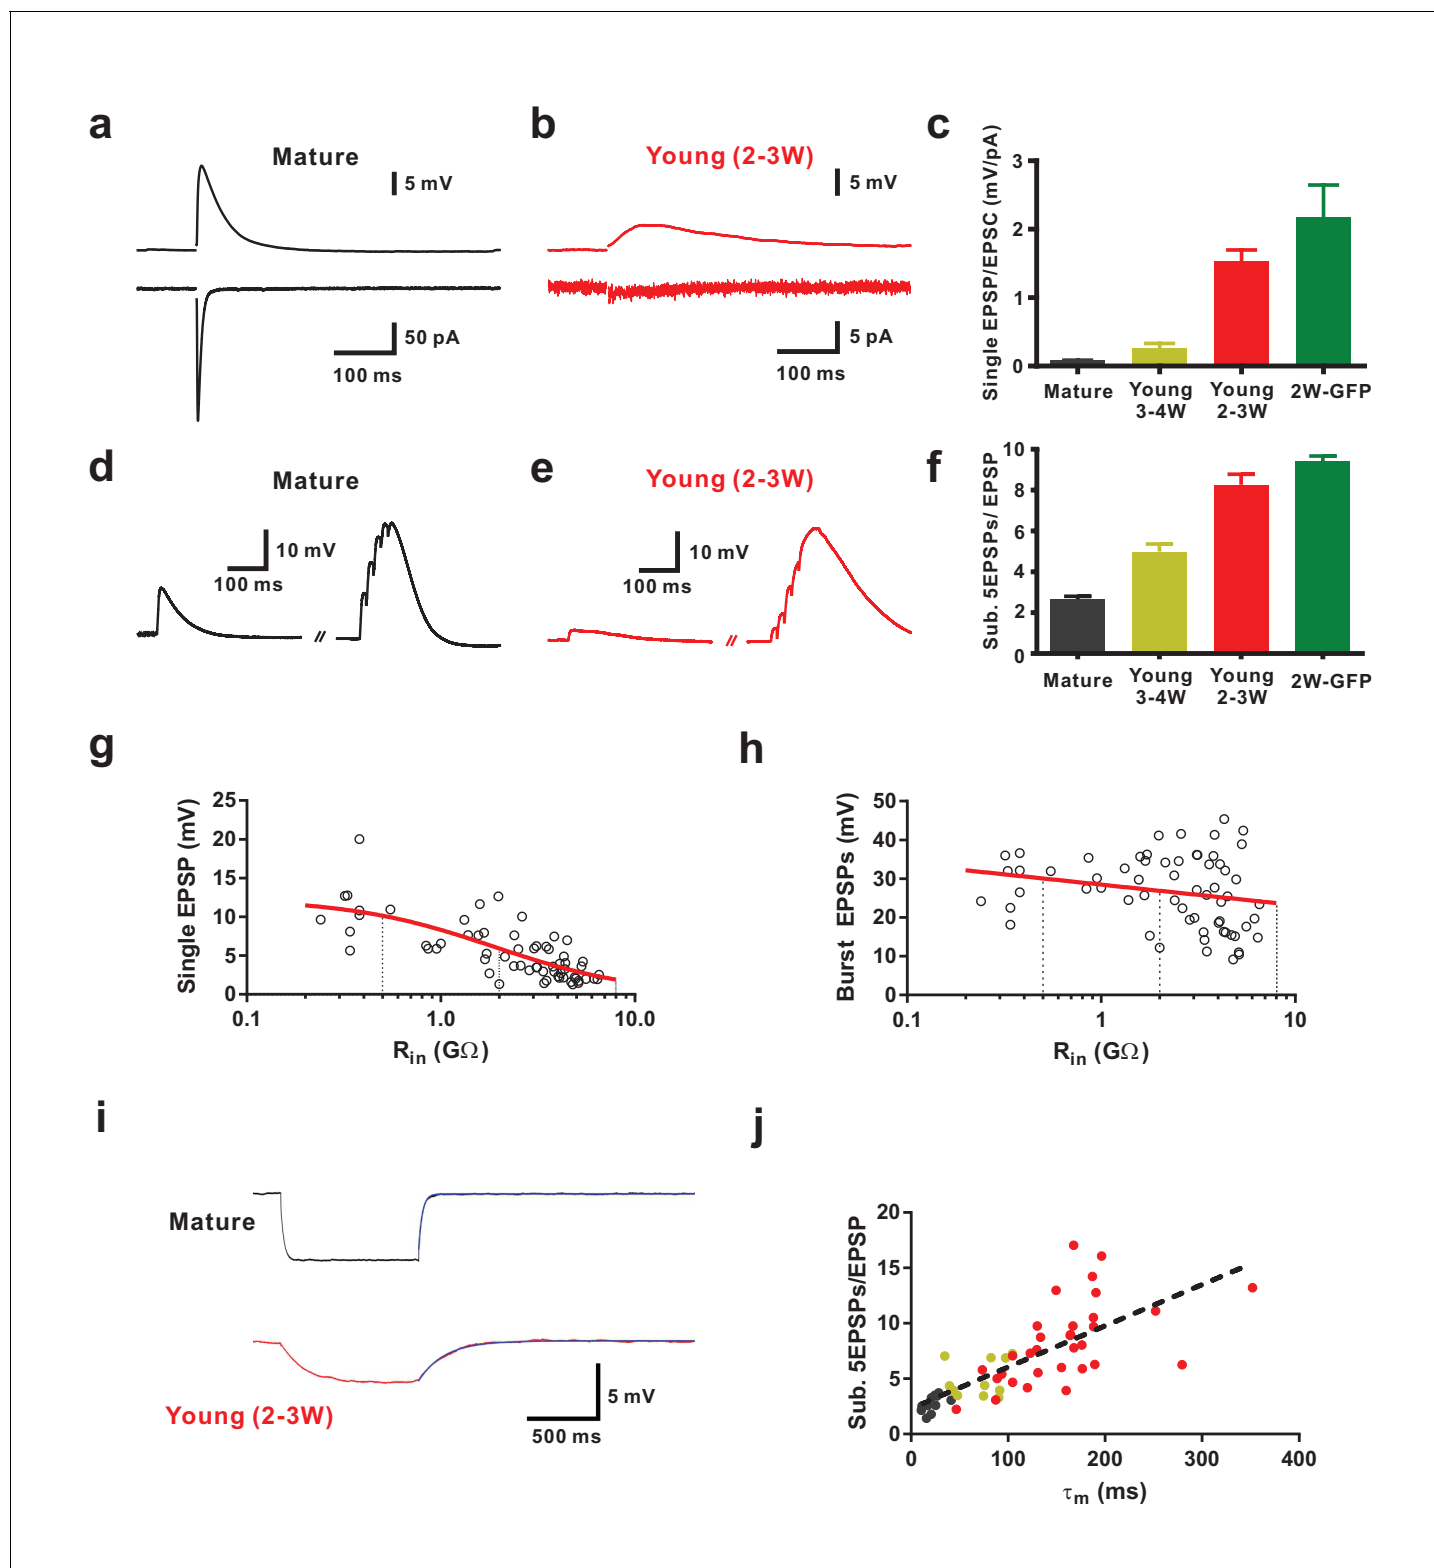 a
Mature
5 mV
50 pA
100 ms
b
Young (2-3W)
5 mV
5 pA
100 ms
c
Single EPSP/EPSC (mV/pA)
3
2
1
0
Mature
Young
3-4W
Young
2-3W
2W-GFP
d
Mature
10 mV
100 ms
//
e
Young (2-3W)
10 mV
100 ms
//
f
Sub. 5EPSPs/ EPSP
10
8
6
4
2
0
Mature
Young
3-4W
Young
2-3W
2W-GFP
g
Single EPSP (mV)
25
20
15
10
5
0
0.1
1.0
10.0
Rin (GΩ)
h
Burst EPSPs (mV)
50
40
30
20
10
0
0.1
1
10
Rin (GΩ)
i
Mature
Young (2-3W)
5 mV
500 ms
j
Sub. 5EPSPs/EPSP
20
15
10
5
0
0
100
200
300
400
τm (ms)